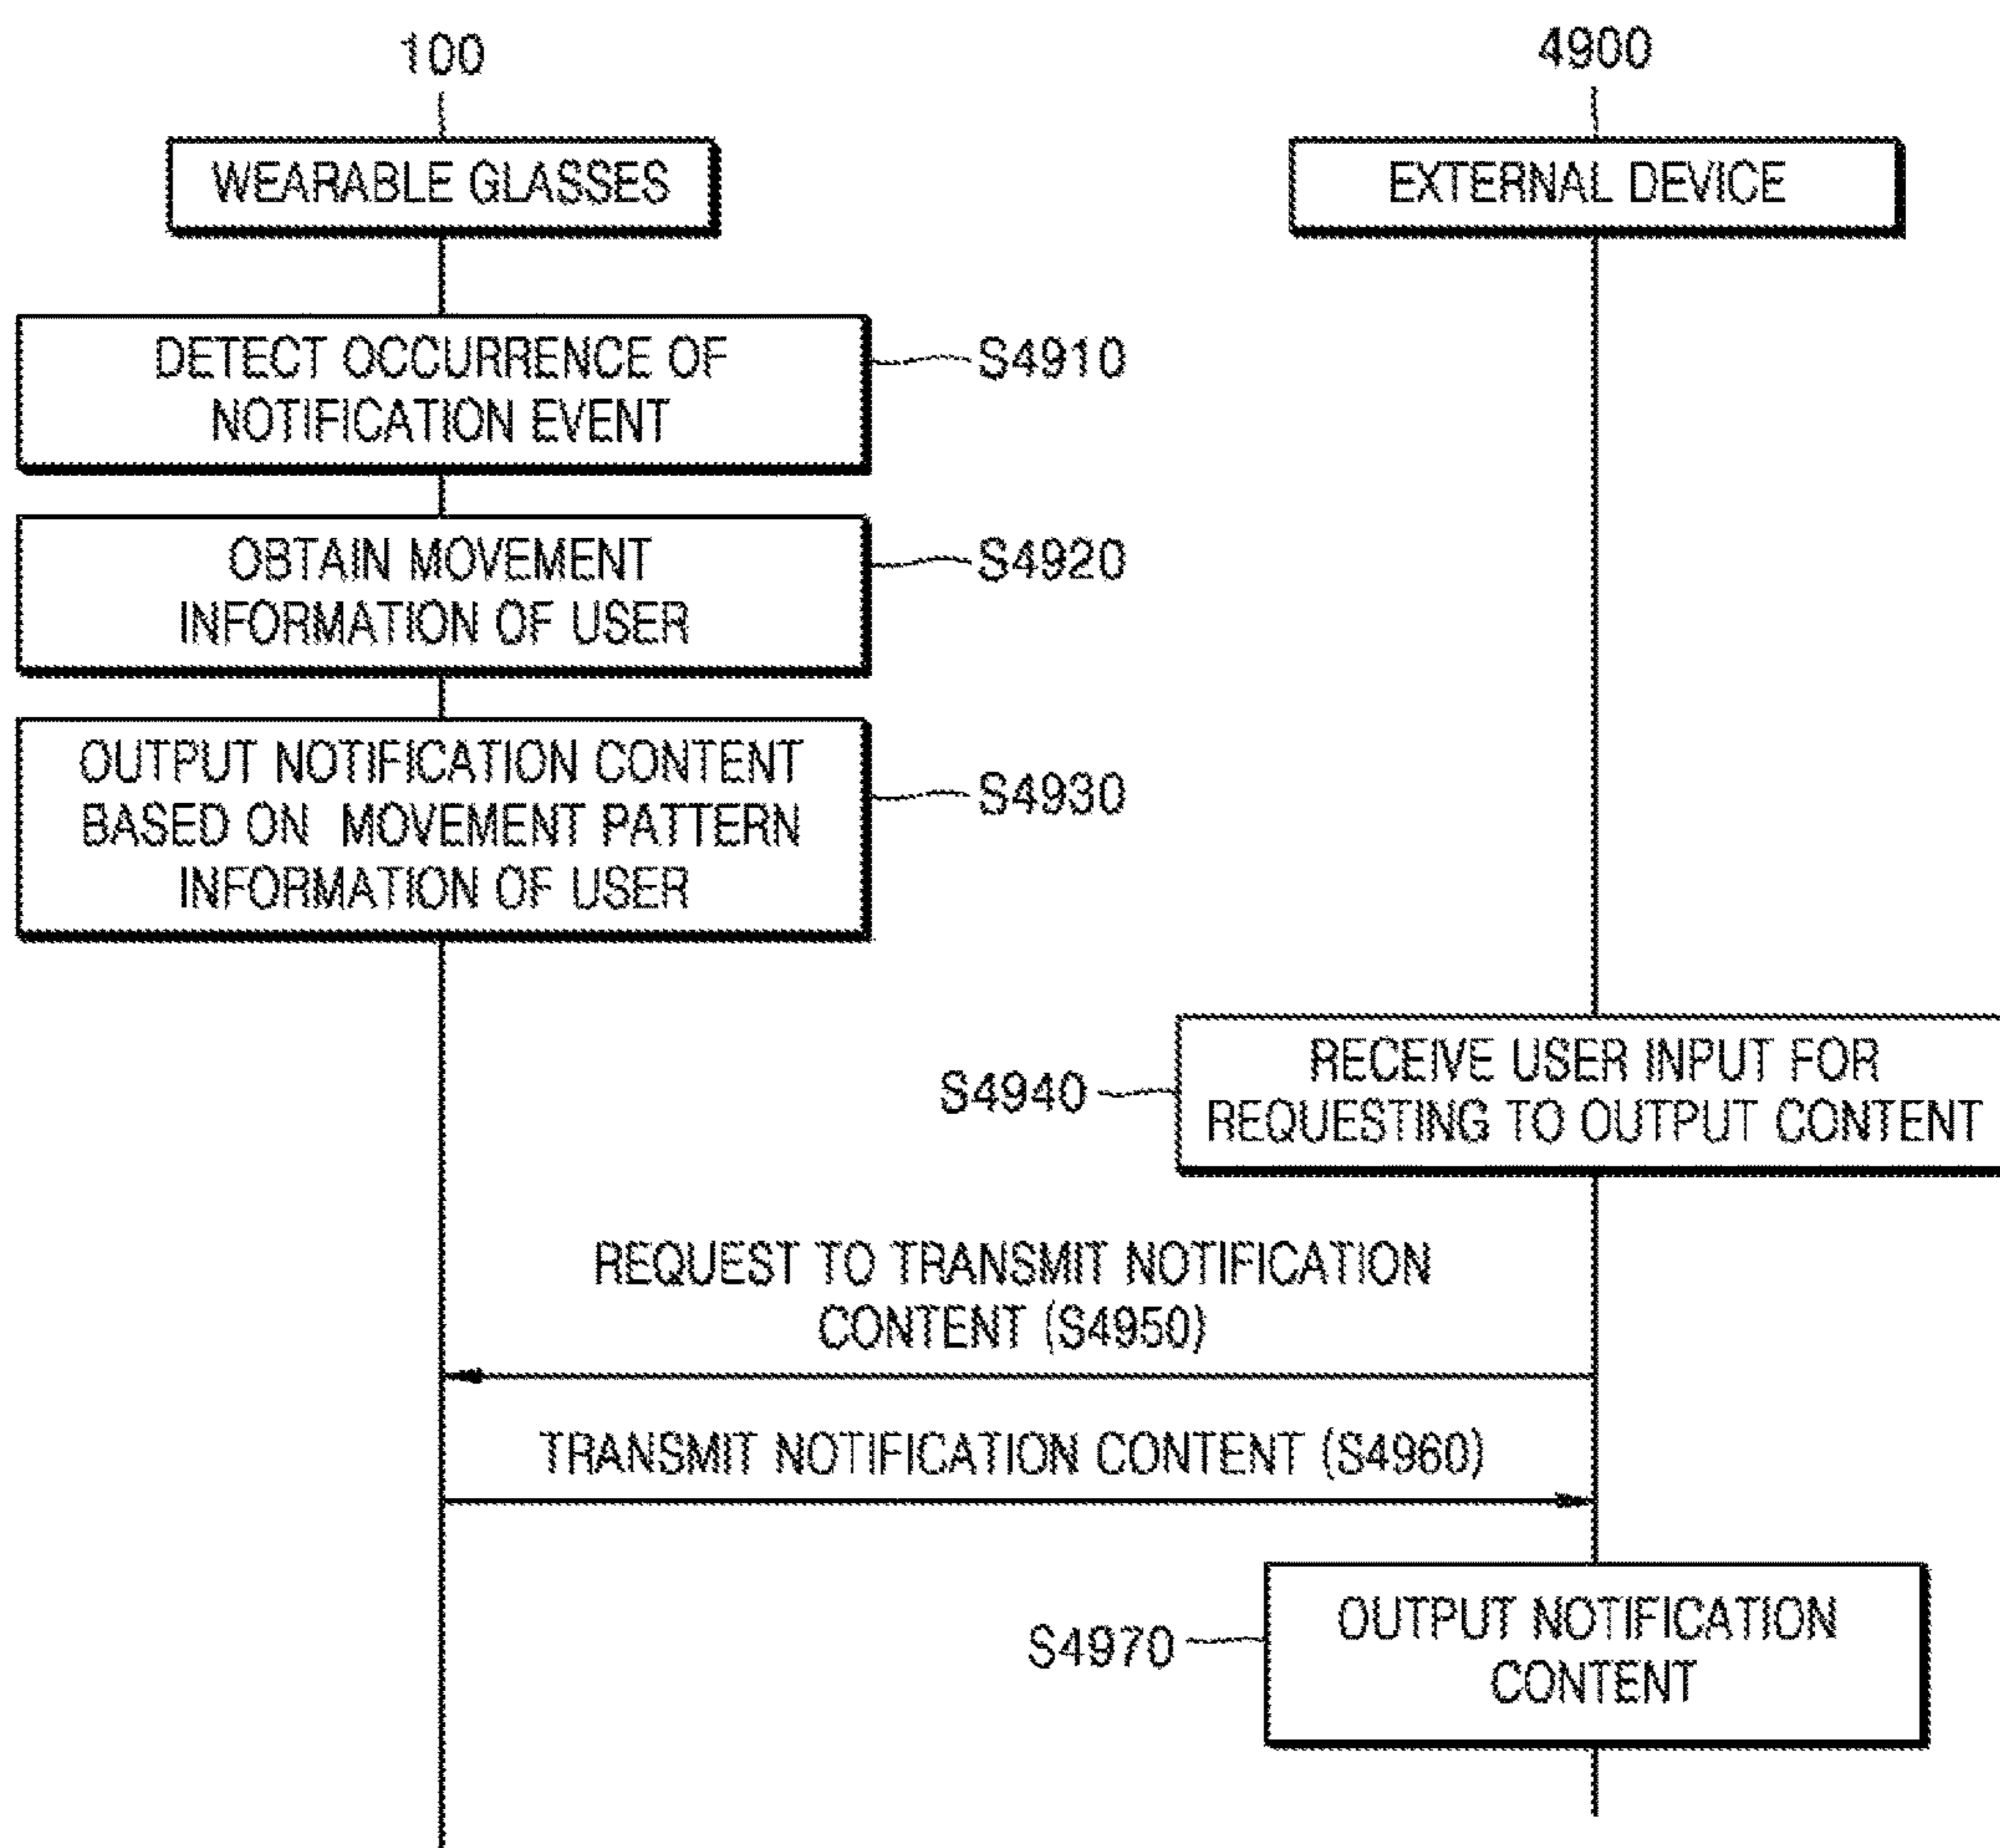 100
4900
WEARABLE GLASSES
EXTERNAL DEVICE
DETECT OCCURRENCE OF
NOTIFICATION EVENT
S4910
OBTAIN MOVEMENT
INFORMATION OF USER
S4920
OUTPUT NOTIFICATION CONTENT
BASED ON MOVEMENT PATTERN
INFORMATION OF USER
S4930
S4940
RECEIVE USER INPUT FOR
REQUESTING TO OUTPUT CONTENT
REQUEST TO TRANSMIT NOTIFICATION
CONTENT (S4950)
TRANSMIT NOTIFICATION CONTENT (S4960)
S4970
OUTPUT NOTIFICATION
CONTENT